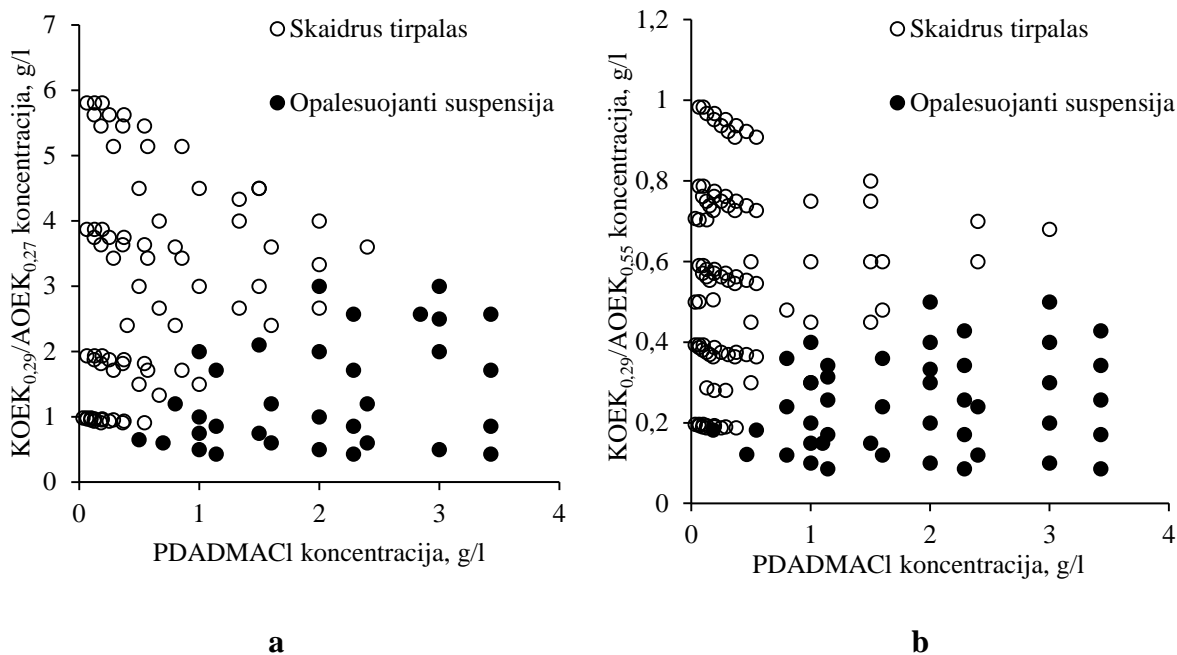 7
6
5
4
3
2
1
0
0 1 2 3 4
KOEK0,29/AOEK0,27 koncentracija, g/l
PDADMACl koncentracija, g/l
Skaidrus tirpalas
Opalesuojanti suspensija
a
1,2
1
0,8
0,6
0,4
0,2
0
0 1 2 3 4
KOEK0,29/AOEK0,55 koncentracija, g/l
PDADMACl koncentracija, g/l
Skaidrus tirpalas
Opalesuojanti suspensija
b